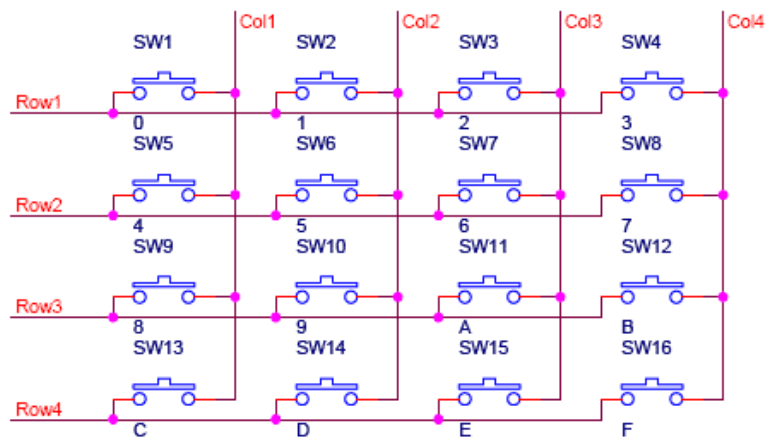 Col1 Col2 Col3 Col4
SW1 SW2 SW3 SW4
Row1
0 1 2 3
SW5 SW6 SW7 SW8
Row2
4 5 6 7
SW9 SW10 SW11 SW12
Row3
8 9 A B
SW13 SW14 SW15 SW16
Row4
C D E F